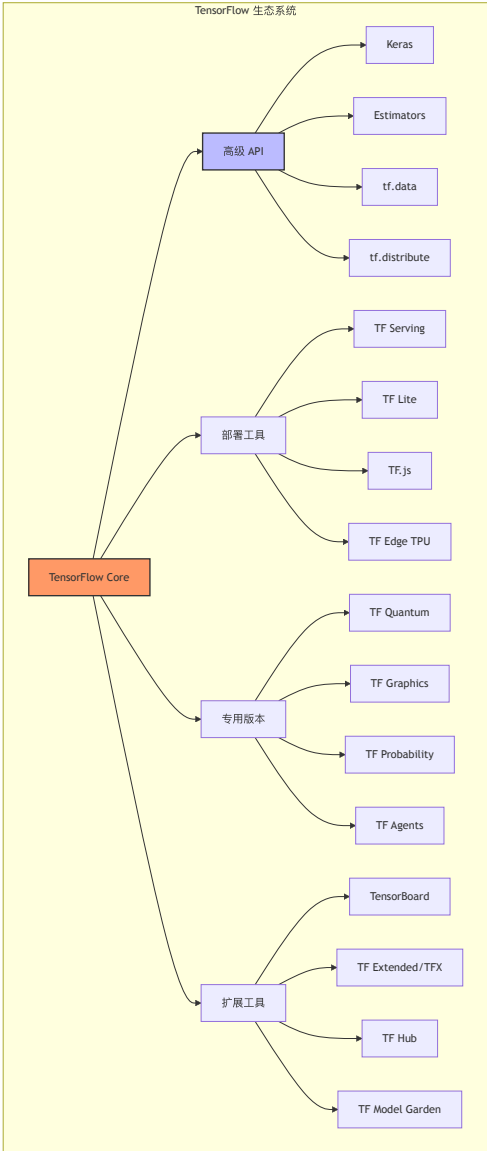 TensorFlow 生态系统
TensorFlow Core
高级 API
Keras
Estimators
tf.data
tf.distribute
部署工具
TF Serving
TF Lite
TF.js
TF Edge TPU
专用版本
TF Quantum
TF Graphics
TF Probability
TF Agents
扩展工具
TensorBoard
TF Extended/TFX
TF Hub
TF Model Garden